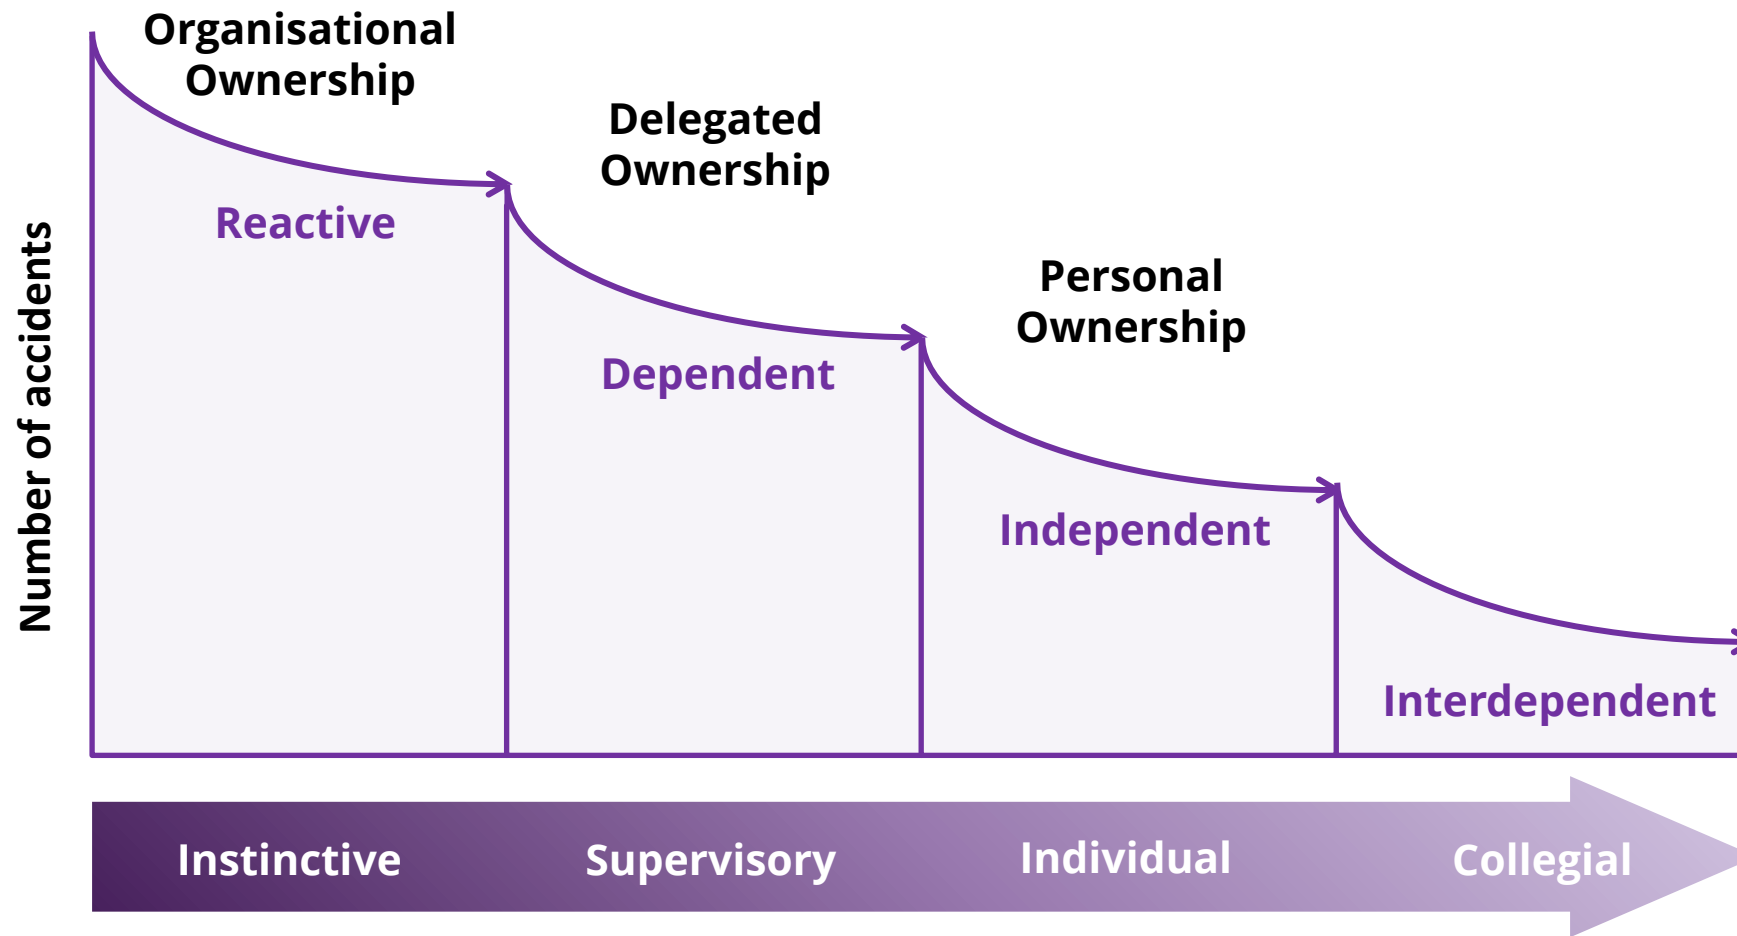 Organisational
Ownership
Delegated
Ownership
Personal
Ownership
Reactive
Dependent
Independent
Interdependent
Number of accidents
Instinctive
Supervisory
Individual
Collegial